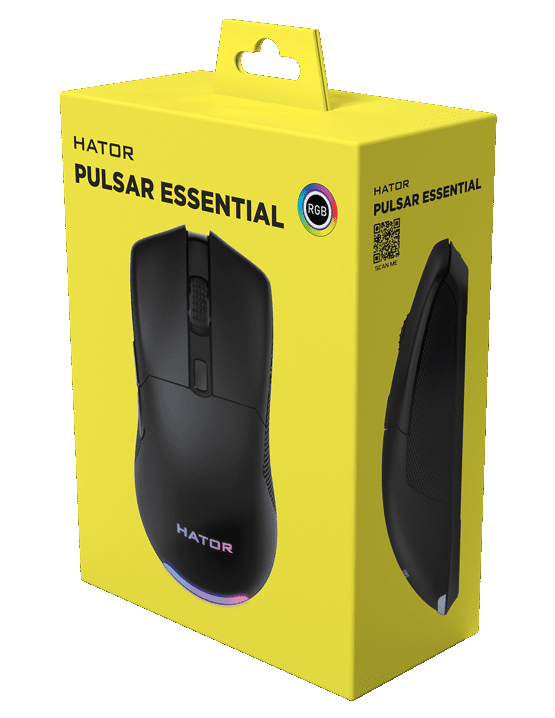 HATOR
PULSAR ESSENTIAL
RGB
HATOR
HATOR
PULSAR ESSENTIAL
SCAN ME